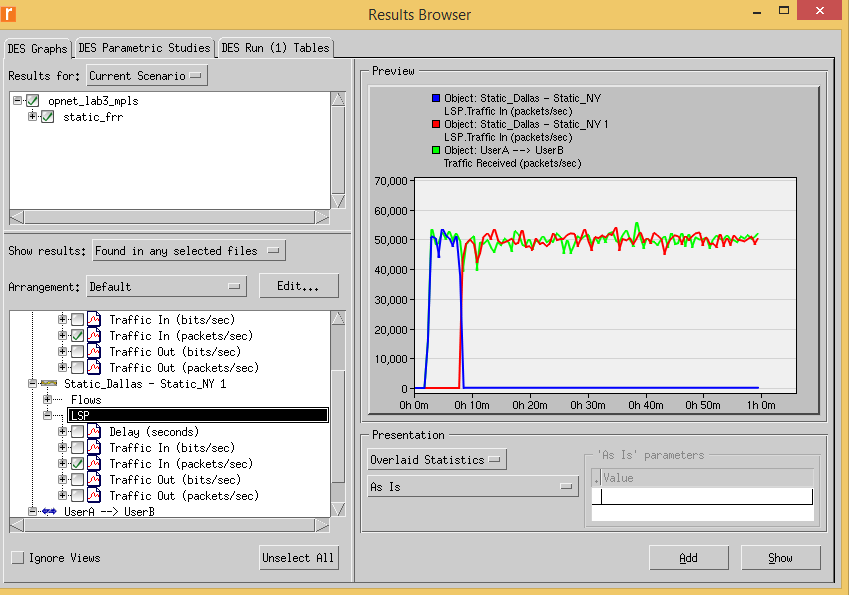 r
Results Browser
DES Graphs
DES Parametric Studies
DES Run (1) Tables
Results for:
Current Scenario
opnet_lab3_mpls
static_frr
Show results:
Found in any selected files
Arrangement:
Default
Edit...
Traffic In (bits/sec)
Traffic In (packets/sec)
Traffic Out (bits/sec)
Traffic Out (packets/sec)
Static_Dallas - Static_NY 1
Flows
LSP
Delay (seconds)
Traffic In (bits/sec)
Traffic In (packets/sec)
Traffic Out (bits/sec)
Traffic Out (packets/sec)
UserA --> UserB
Ignore Views
Unselect All
Preview
Object: Static_Dallas - Static_NY
LSP.Traffic In (packets/sec)
Object: Static_Dallas - Static_NY 1
LSP.Traffic In (packets/sec)
Object: UserA --> UserB
Traffic Received (packets/sec)
70,000
60,000
50,000
40,000
30,000
20,000
10,000
0
0h 0m 0h 10m 0h 20m 0h 30m 0h 40m 0h 50m 1h 0m
Presentation
Overlaid Statistics
As Is
'As Is' parameters
Value
Add
Show